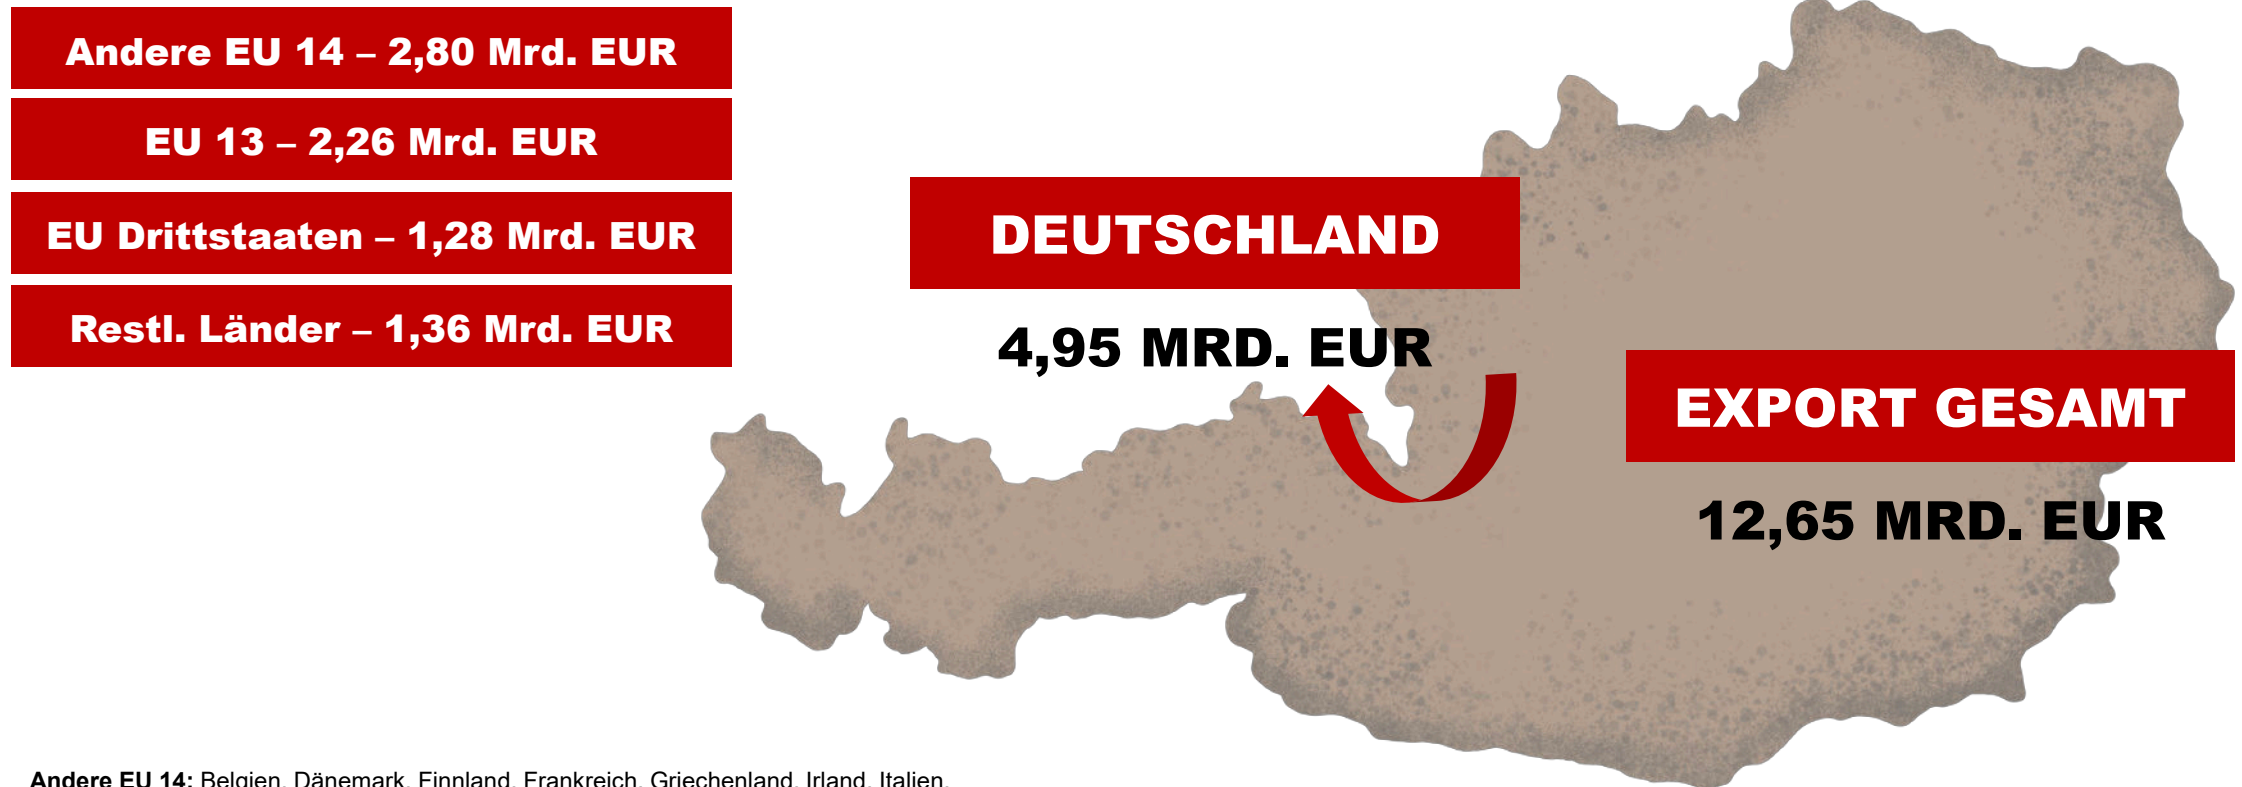 Andere EU 14 – 2,80 Mrd. EUR
EU 13 – 2,26 Mrd. EUR
EU Drittstaaten – 1,28 Mrd. EUR
Restl. Länder – 1,36 Mrd. EUR
DEUTSCHLAND
4,95 MRD. EUR
EXPORT GESAMT
12,65 MRD. EUR
Andere EU 14: Belgien, Dänemark, Finnland, Frankreich, Griechenland, Irland, Italien,